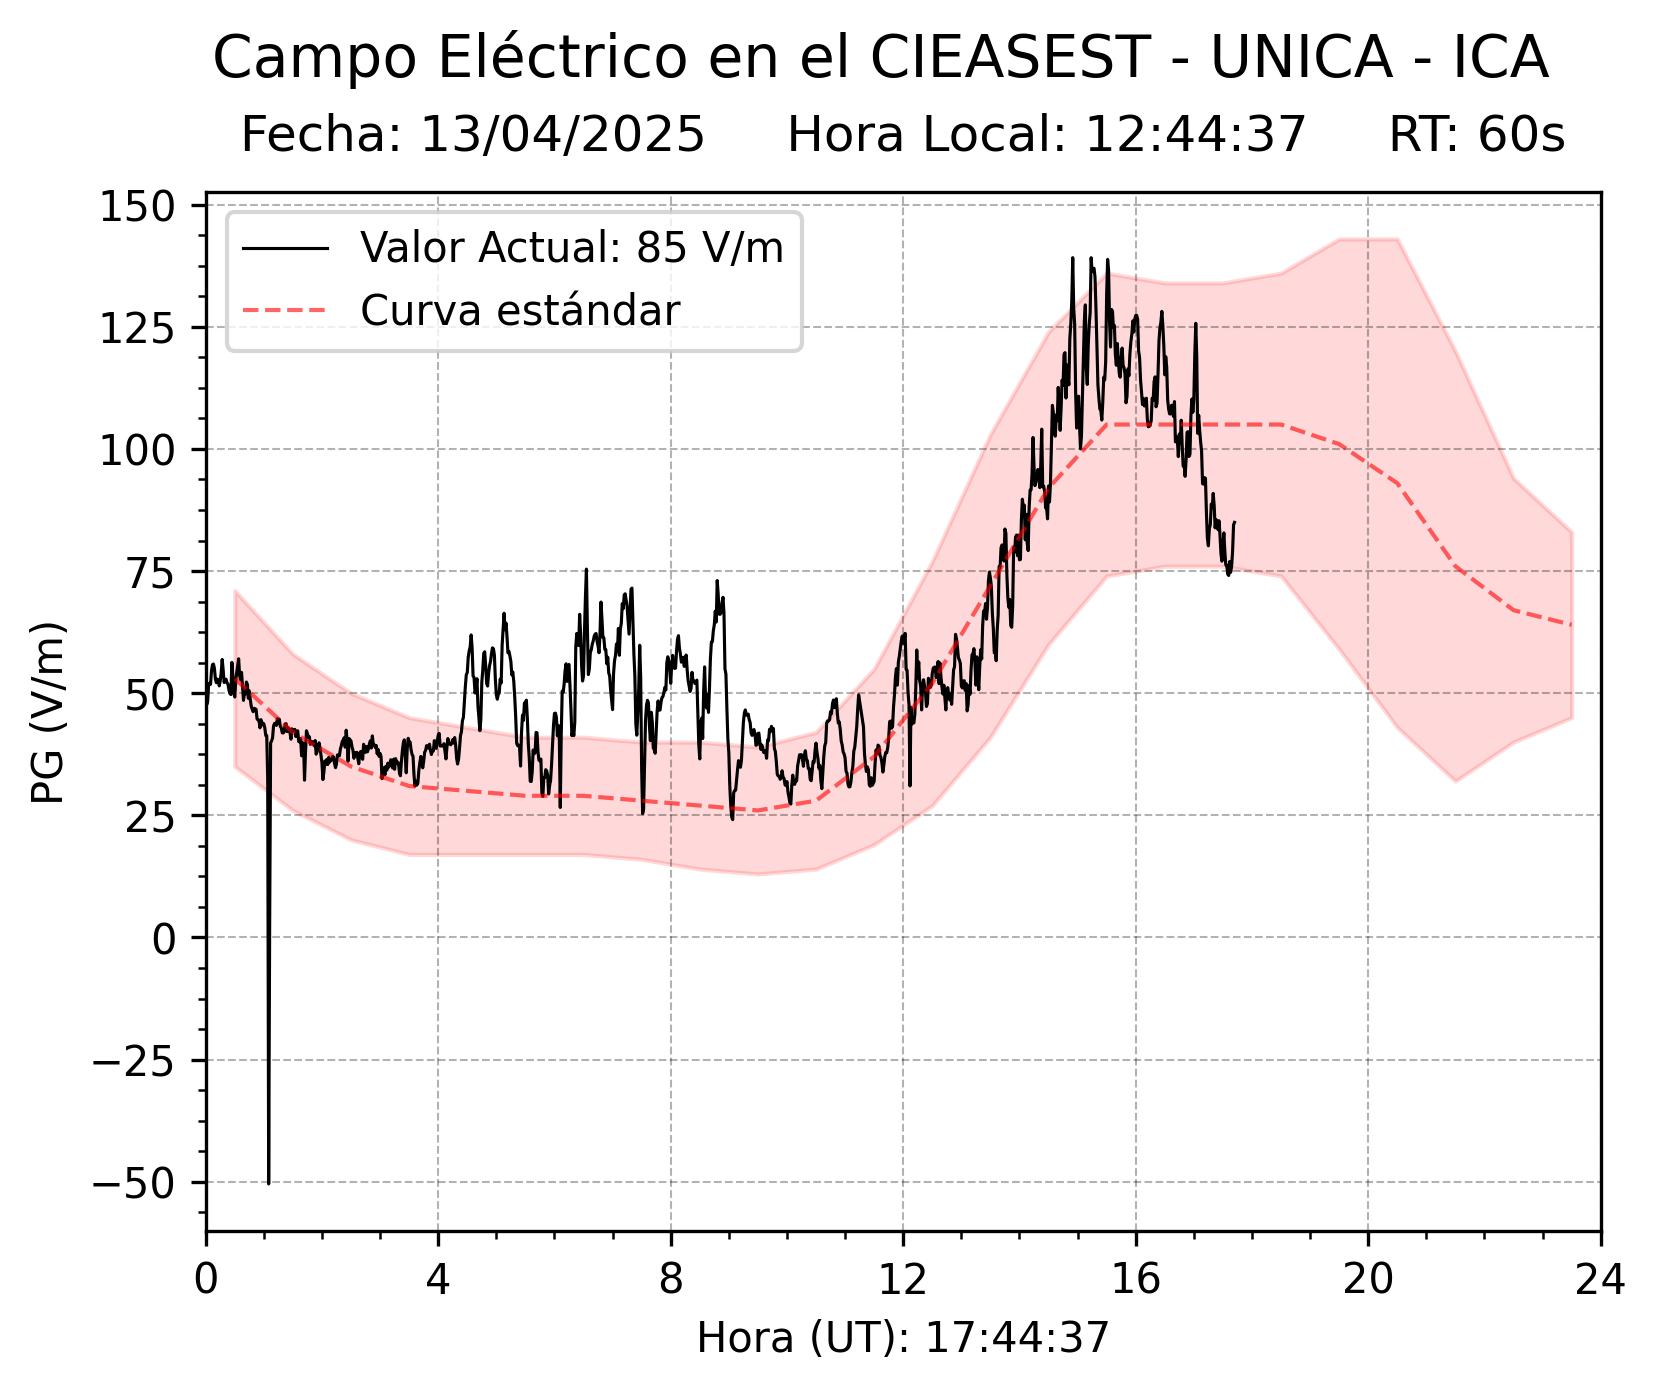 Campo Eléctrico en el CIEASEST - UNICA - ICA
Fecha: 13/04/2025 Hora Local: 12:44:37 RT: 60s
Valor Actual: 85 V/m
Curva estándar
PG (V/m)
150
125
100
75
50
25
0
−25
−50
0 4 8 12 16 20 24
Hora (UT): 17:44:37